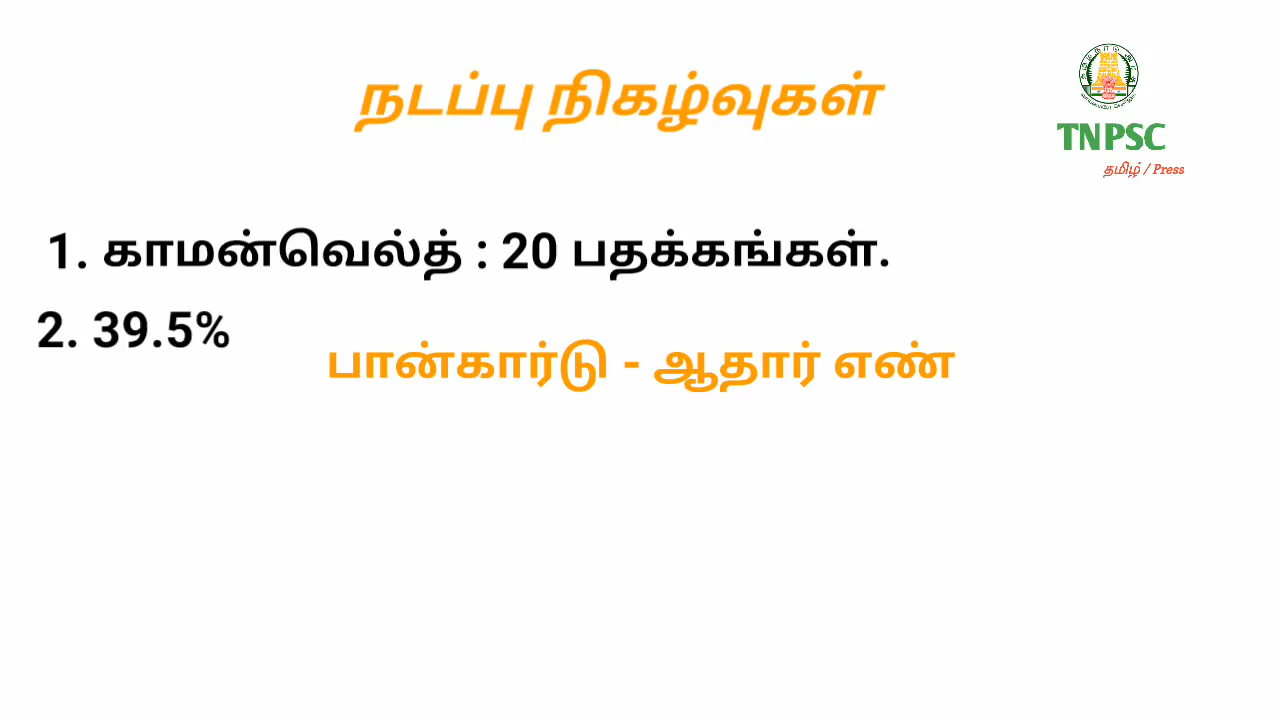 நடப்பு நிகழ்வுகள்
TNPSC
தமிழ் / Press
1. காமன்வெல்த் : 20 பதக்கங்கள்.
2. 39.5%
பான்கார்டு - ஆதார் எண்